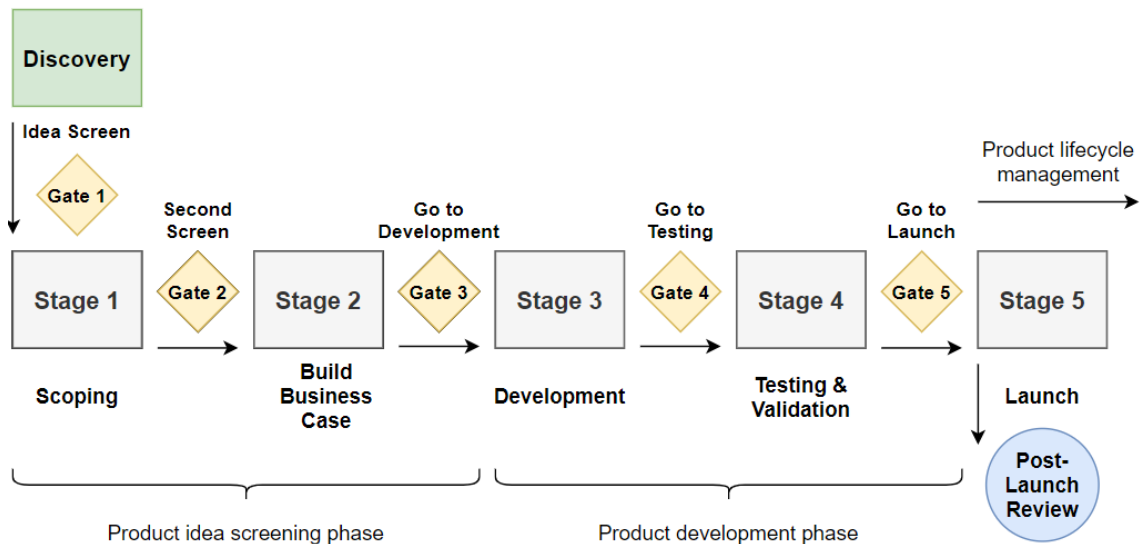 Discovery
Idea Screen
Gate 1
Product lifecycle
management
Second
Screen
Go to
Development
Go to
Testing
Go to
Launch
Stage 1
Gate 2
Stage 2
Gate 3
Stage 3
Gate 4
Stage 4
Gate 5
Stage 5
Scoping
Build
Business
Case
Development
Testing &
Validation
Launch
Post-
Launch
Review
Product idea screening phase
Product development phase